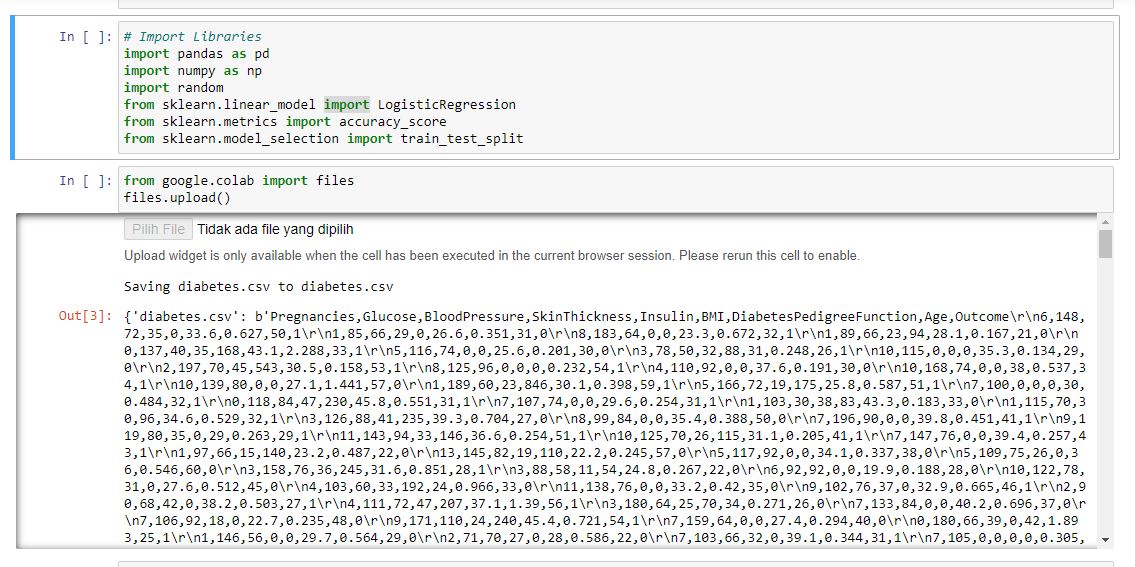 In [ ]:
# Import Libraries
import pandas as pd
import numpy as np
import random
from sklearn.linear_model import LogisticRegression
from sklearn.metrics import accuracy_score
from sklearn.model_selection import train_test_split
In [ ]:
from google.colab import files
files.upload()
Pilih File Tidak ada file yang dipilih
Upload widget is only available when the cell has been executed in the current browser session. Please rerun this cell to enable.
Saving diabetes.csv to diabetes.csv
Out[3]:
{'diabetes.csv': b'Pregnancies,Glucose,BloodPressure,SkinThickness,Insulin,BMI,DiabetesPedigreeFunction,Age,Outcome\r\n6,148,
72,35,0,33.6,0.627,50,1\r\n1,85,66,29,0,26.6,0.351,31,0\r\n8,183,64,0,0,23.3,0.672,32,1\r\n1,89,66,23,94,28.1,0.167,21,0\r\n
0,137,40,35,168,43.1,2.288,33,1\r\n5,116,74,0,0,25.6,0.201,30,0\r\n3,78,50,32,88,31,0.248,26,1\r\n10,115,0,0,0,35.3,0.134,29,
0\r\n2,197,70,45,543,30.5,0.158,53,1\r\n8,125,96,0,0,0,0.232,54,1\r\n4,110,92,0,0,37.6,0.191,30,0\r\n10,168,74,0,0,38,0.537,3
4,1\r\n10,139,80,0,0,27.1,1.441,57,0\r\n1,189,60,23,846,30.1,0.398,59,1\r\n5,166,72,19,175,25.8,0.587,51,1\r\n7,100,0,0,0,30,
0.484,32,1\r\n0,118,84,47,230,45.8,0.551,31,1\r\n7,107,74,0,0,29.6,0.254,31,1\r\n1,103,30,38,83,43.3,0.183,33,0\r\n1,115,70,3
0,96,34.6,0.529,32,1\r\n3,126,88,41,235,39.3,0.704,27,0\r\n8,99,84,0,0,35.4,0.388,50,0\r\n7,196,90,0,0,39.8,0.451,41,1\r\n9,1
19,80,35,0,29,0.263,29,1\r\n11,143,94,33,146,36.6,0.254,51,1\r\n10,125,70,26,115,31.1,0.205,41,1\r\n7,147,76,0,0,39.4,0.257,4
3,1\r\n1,97,66,15,140,23.2,0.487,22,0\r\n13,145,82,19,110,22.2,0.245,57,0\r\n5,117,92,0,0,34.1,0.337,38,0\r\n5,109,75,26,0,3
6,0.546,60,0\r\n3,158,76,36,245,31.6,0.851,28,1\r\n3,88,58,11,54,24.8,0.267,22,0\r\n6,92,92,0,0,19.9,0.188,28,0\r\n10,122,78,
31,0,27.6,0.512,45,0\r\n4,103,60,33,192,24,0.966,33,0\r\n11,138,76,0,0,33.2,0.42,35,0\r\n9,102,76,37,0,32.9,0.665,46,1\r\n2,9
0,68,42,0,38.2,0.503,27,1\r\n4,111,72,47,207,37.1,1.39,56,1\r\n3,180,64,25,70,34,0.271,26,0\r\n7,133,84,0,0,40.2,0.696,37,0\r
\n7,106,92,18,0,22.7,0.235,48,0\r\n9,171,110,24,240,45.4,0.721,54,1\r\n7,159,64,0,0,27.4,0.294,40,0\r\n0,180,66,39,0,42,1.89
3,25,1\r\n1,146,56,0,0,29.7,0.564,29,0\r\n2,71,70,27,0,28,0.586,22,0\r\n7,103,66,32,0,39.1,0.344,31,1\r\n7,105,0,0,0,0,0.305,